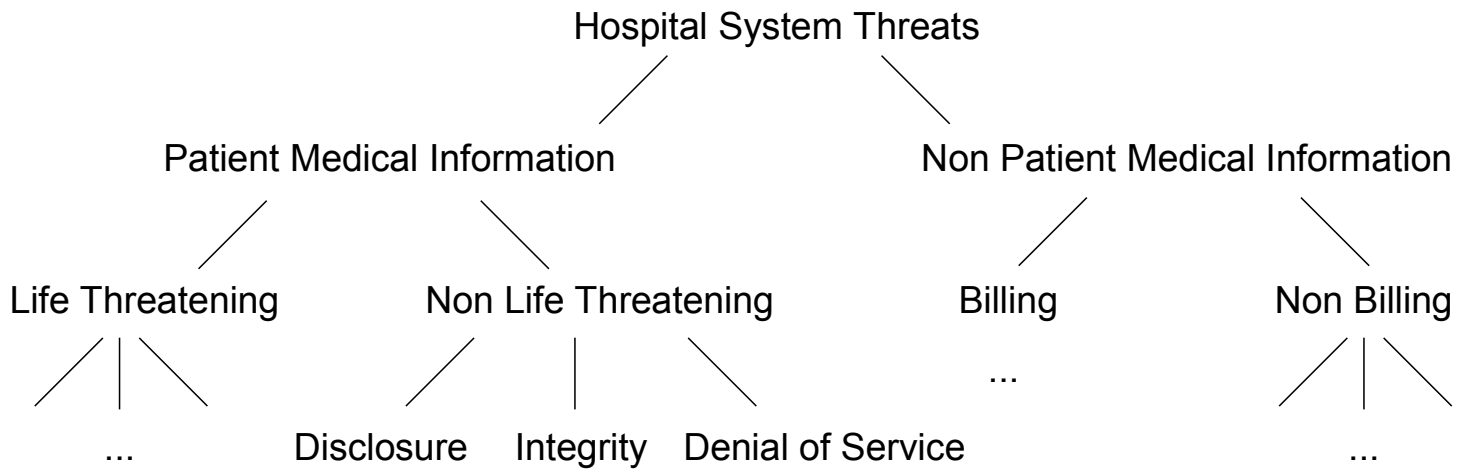 Hospital System Threats
Patient Medical Information
Non Patient Medical Information
Life Threatening
Non Life Threatening
Billing
Non Billing
...
...
Disclosure
Integrity
Denial of Service
...